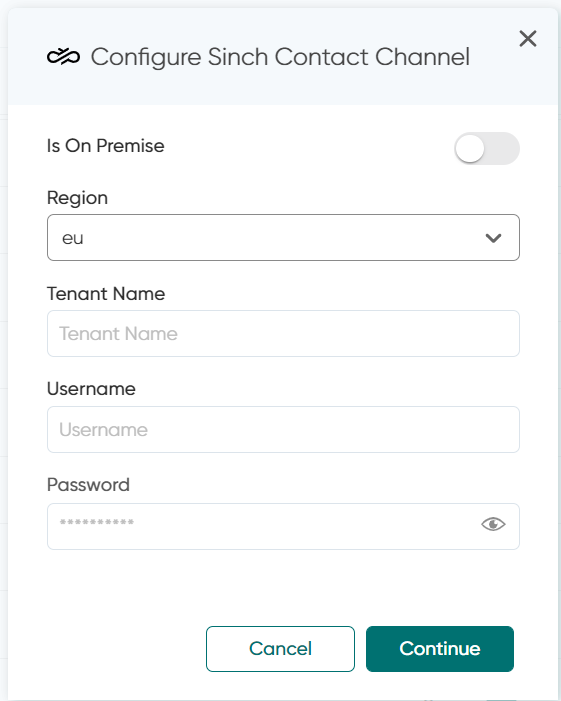 Configure Sinch Contact Channel
Is On Premise
Region
eu
Tenant Name
Tenant Name
Username
Username
Password
**********
Cancel
Continue